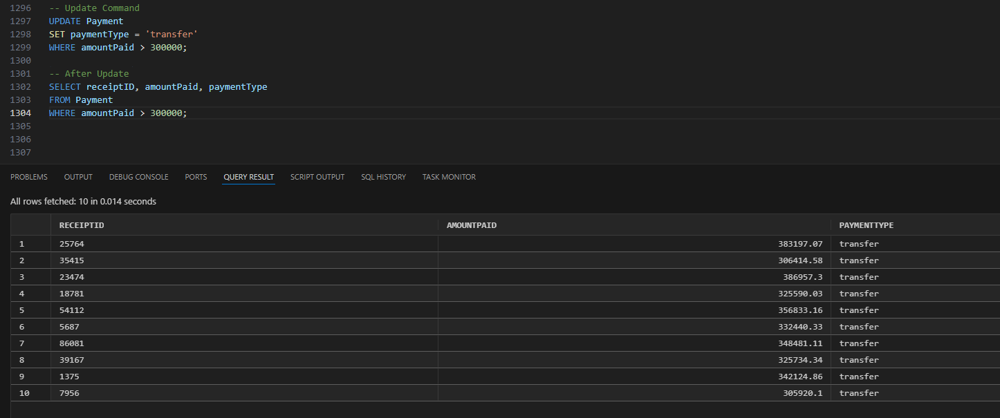 1296 -- Update Command
1297 UPDATE Payment
1298 SET paymentType = 'transfer'
1299 WHERE amountPaid > 300000;
1300
1301 -- After Update
1302 SELECT receiptID, amountPaid, paymentType
1303 FROM Payment
1304 WHERE amountPaid > 300000;
1305
1306
1307
PROBLEMS OUTPUT DEBUG CONSOLE PORTS QUERY RESULT SCRIPT OUTPUT SQL HISTORY TASK MONITOR
All rows fetched: 10 in 0.014 seconds
RECEIPTID AMOUNTPAID PAYMENTTYPE
1 25764 383197.07 transfer
2 35415 306414.58 transfer
3 23474 386957.3 transfer
4 18781 325590.03 transfer
5 54112 356833.16 transfer
6 5687 332440.33 transfer
7 86081 348481.11 transfer
8 39167 325734.34 transfer
9 1375 342124.86 transfer
10 7956 305920.1 transfer